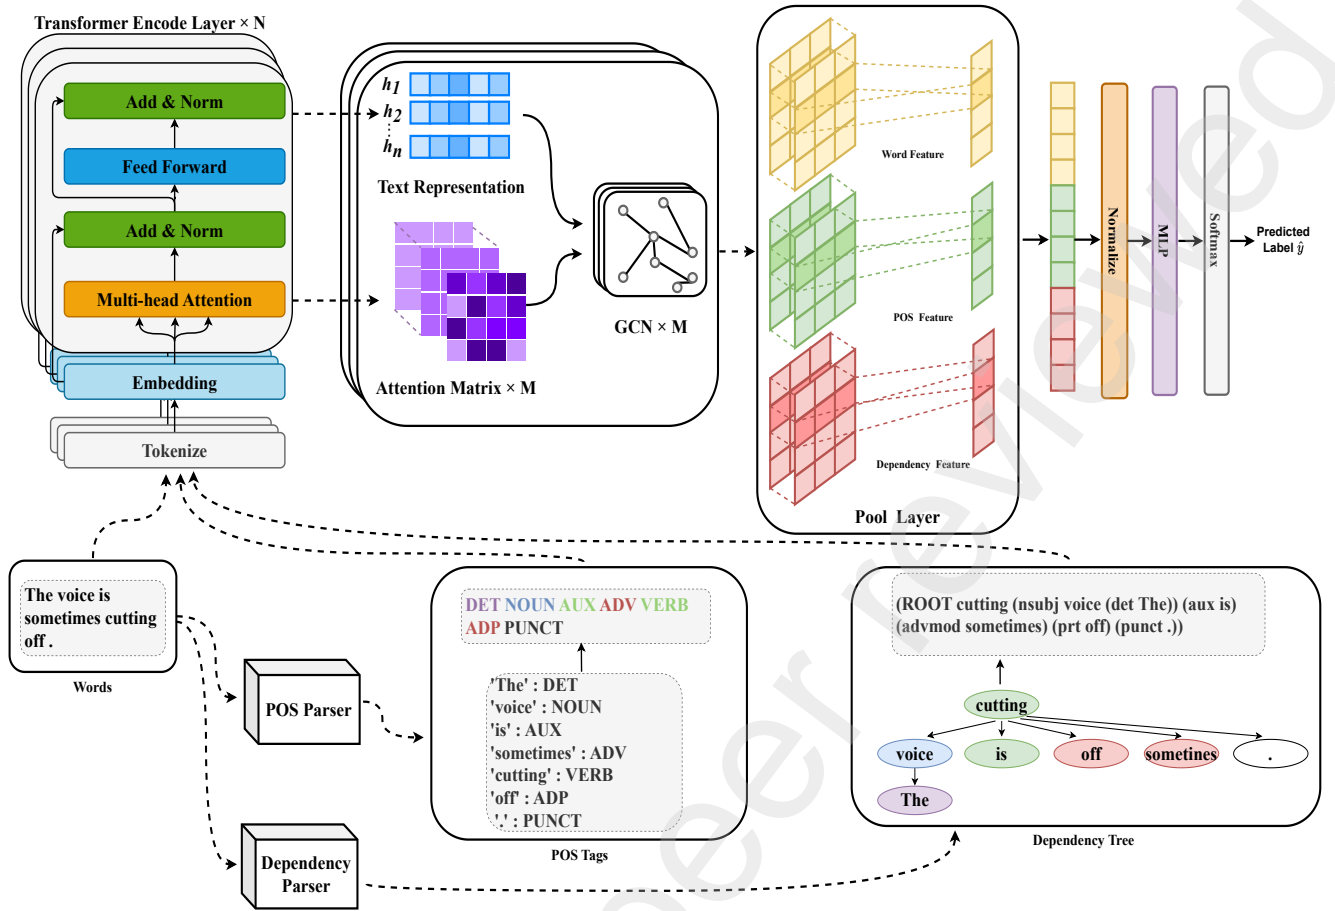 Transformer Encode Layer × N
Add & Norm
Feed Forward
Add & Norm
Multi-head Attention
Embedding
Tokenize
h1
h2
hn
Text Representation
Attention Matrix × M
GCN × M
Word Feature
POS Feature
Dependency Feature
Pool Layer
Normalize
MLP
Softmax
Predicted
Label ŷ
The voice is
sometimes cutting
off .
Words
POS Parser
Dependency
Parser
DET NOUN AUX ADV VERB
ADP PUNCT
'The' : DET
'voice' : NOUN
'is' : AUX
'sometimes' : ADV
'cutting' : VERB
'off' : ADP
'.' : PUNCT
POS Tags
(ROOT cutting (nsubj voice (det The)) (aux is)
(advmod sometimes) (prt off) (punct .))
cutting
voice is off sometines .
The
Dependency Tree
peer reviewed